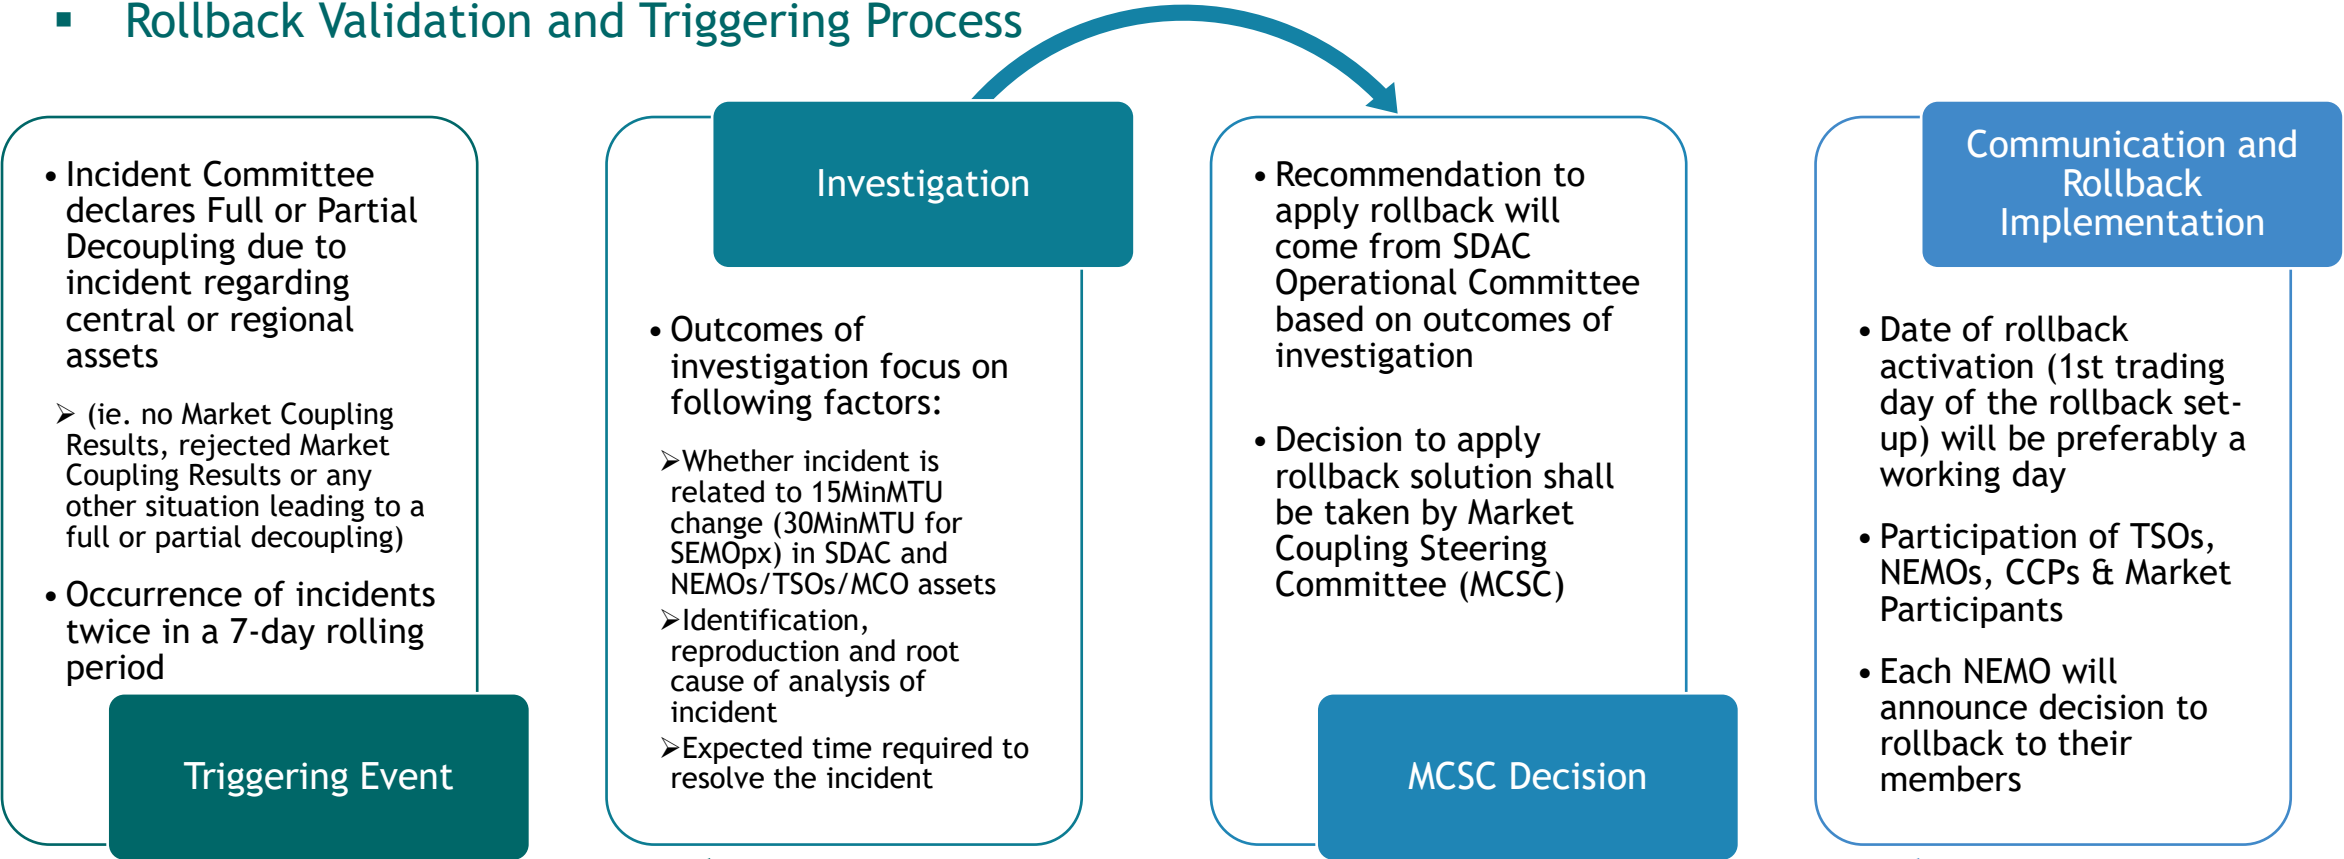 ▪ Rollback Validation and Triggering Process
• Incident Committee
declares Full or Partial
Decoupling due to
incident regarding
central or regional
assets
➢ (ie. no Market Coupling
Results, rejected Market
Coupling Results or any
other situation leading to a
full or partial decoupling)
• Occurrence of incidents
twice in a 7-day rolling
period
Triggering Event
Investigation
• Outcomes of
investigation focus on
following factors:
➢Whether incident is
related to 15MinMTU
change (30MinMTU for
SEMOpx) in SDAC and
NEMOs/TSOs/MCO assets
➢Identification,
reproduction and root
cause of analysis of
incident
➢Expected time required to
resolve the incident
• Recommendation to
apply rollback will
come from SDAC
Operational Committee
based on outcomes of
investigation
• Decision to apply
rollback solution shall
be taken by Market
Coupling Steering
Committee (MCSC)
MCSC Decision
Communication and
Rollback
Implementation
• Date of rollback
activation (1st trading
day of the rollback set-
up) will be preferably a
working day
• Participation of TSOs,
NEMOs, CCPs & Market
Participants
• Each NEMO will
announce decision to
rollback to their
members